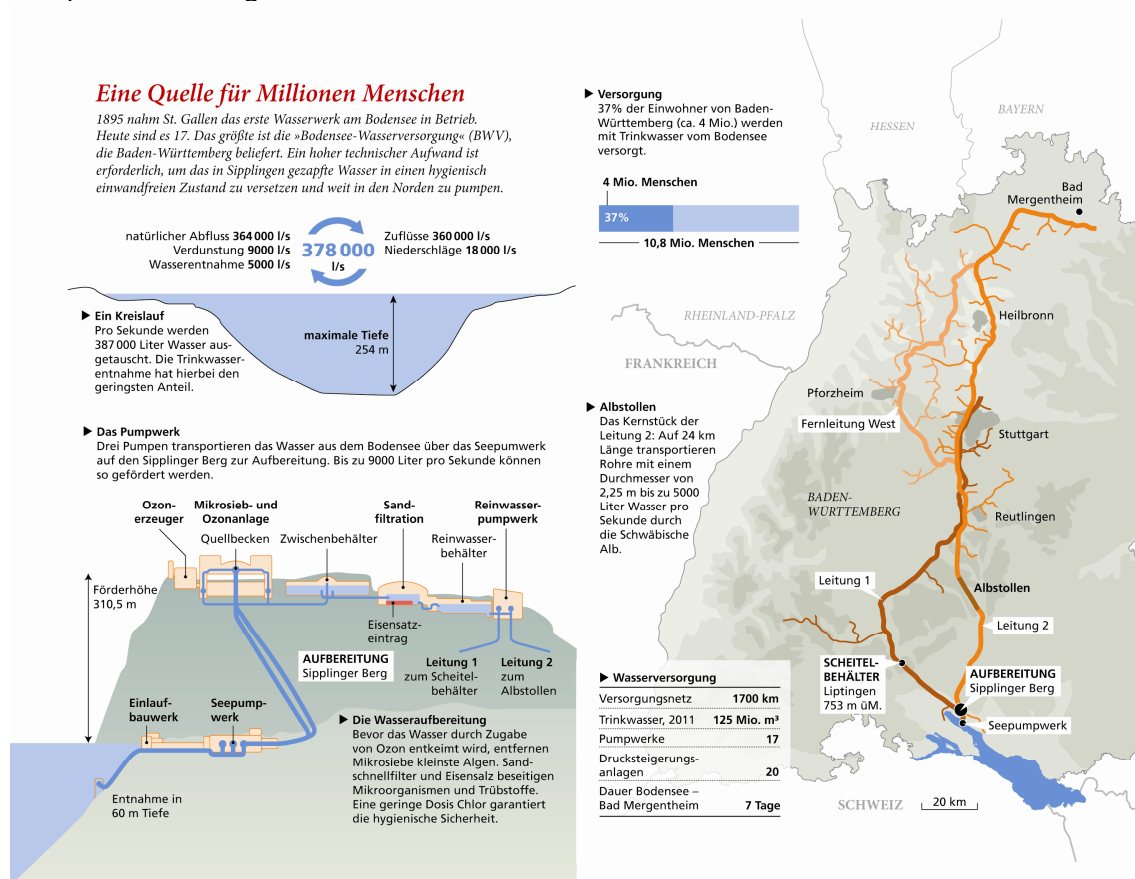 Eine Quelle für Millionen Menschen
1895 nahm St. Gallen das erste Wasserwerk am Bodensee in Betrieb.
Heute sind es 17. Das größte ist die »Bodensee-Wasserversorgung« (BWV),
die Baden-Württemberg beliefert. Ein hoher technischer Aufwand ist
erforderlich, um das in Sipplingen gezapfte Wasser in einen hygienisch
einwandfreien Zustand zu versetzen und weit in den Norden zu pumpen.
natürlicher Abfluss 364 000 l/s
Verdunstung 9000 l/s
Wasserentnahme 5000 l/s
378 000
l/s
Zuflüsse 360 000 l/s
Niederschläge 18 000 l/s
▶ Ein Kreislauf
Pro Sekunde werden
387 000 Liter Wasser aus-
getauscht. Die Trinkwasser-
entnahme hat hierbei den
geringsten Anteil.
maximale Tiefe
254 m
▶ Das Pumpwerk
Drei Pumpen transportieren das Wasser aus dem Bodensee über das Seepumwerk
auf den Sipplinger Berg zur Aufbereitung. Bis zu 9000 Liter pro Sekunde können
so gefördert werden.
Ozon-
erzeuger
Mikrosieb- und
Ozonanlage
Quellbecken
Zwischenbehälter
Sand-
filtration
Reinwasser-
behälter
Reinwasser-
pumpwerk
Förderhöhe
310,5 m
Eisensatz-
eintrag
AUFBEREITUNG
Sipplinger Berg
Leitung 1
zum Scheitel-
behälter
Leitung 2
zum
Albstollen
Einlauf-
bauwerk
Seepump-
werk
Entnahme in
60 m Tiefe
▶ Die Wasseraufbereitung
Bevor das Wasser durch Zugabe
von Ozon entkeimt wird, entfernen
Mikrosiebe kleinste Algen. Sand-
schnellfilter und Eisensalz beseitigen
Mikroorganismen und Trübstoffe.
Eine geringe Dosis Chlor garantiert
die hygienische Sicherheit.
▶ Versorgung
37% der Einwohner von Baden-
Württemberg (ca. 4 Mio.) werden
mit Trinkwasser vom Bodensee
versorgt.
4 Mio. Menschen
37%
10,8 Mio. Menschen
▶ Albstollen
Das Kernstück der
Leitung 2: Auf 24 km
Länge transportieren
Rohre mit einem
Durchmesser von
2,25 m bis zu 5000
Liter Wasser pro
Sekunde durch
die Schwäbische
Alb.
▶ Wasserversorgung
Versorgungsnetz 1700 km
Trinkwasser, 2011 125 Mio. m³
Pumpwerke 17
Drucksteigerungs-
anlagen 20
Dauer Bodensee –
Bad Mergentheim 7 Tage
HESSEN
BAYERN
Bad
Mergentheim
RHEINLAND-PFALZ
FRANKREICH
Heilbronn
Pforzheim
Fernleitung West
Stuttgart
BADEN-
WÜRTTEMBERG
Reutlingen
Leitung 1
Albstollen
Leitung 2
SCHEITEL-
BEHÄLTER
Liptingen
753 m üM.
AUFBEREITUNG
Sipplinger Berg
Seepumpwerk
SCHWEIZ
20 km